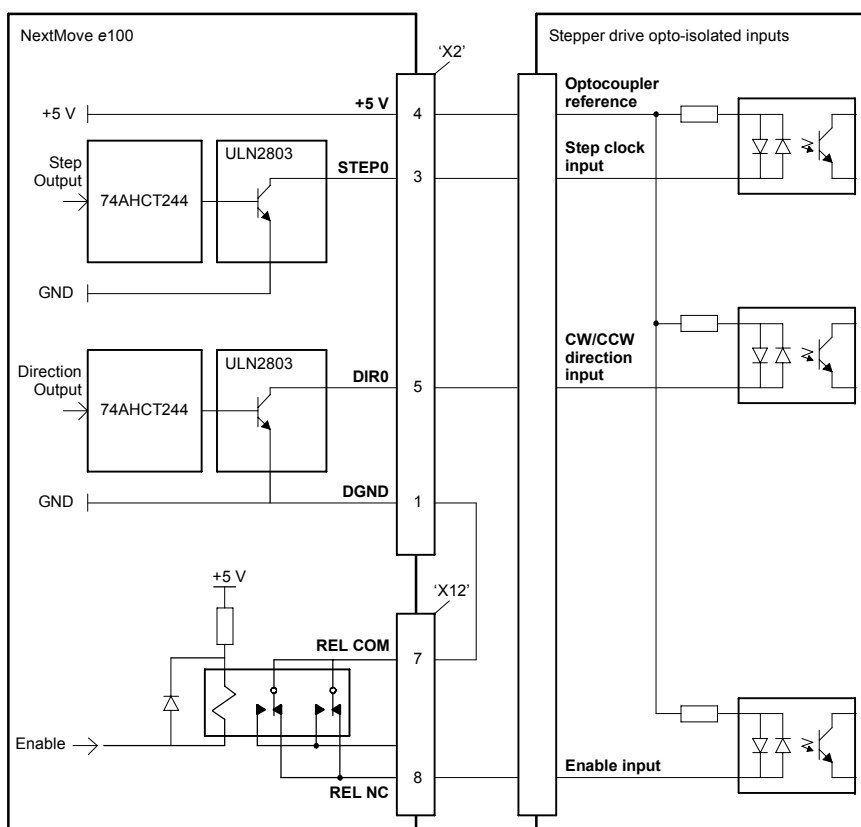 NextMove e100
'X2'
Stepper drive opto-isolated inputs
+5 V
+5 V
4
Optocoupler
reference
Step
Output
74AHCT244
ULN2803
STEP0
3
Step clock
input
GND
Direction
Output
74AHCT244
ULN2803
DIR0
5
CW/CCW
direction
input
GND
DGND
1
+5 V
'X12'
REL COM
7
Enable
REL NC
8
Enable input